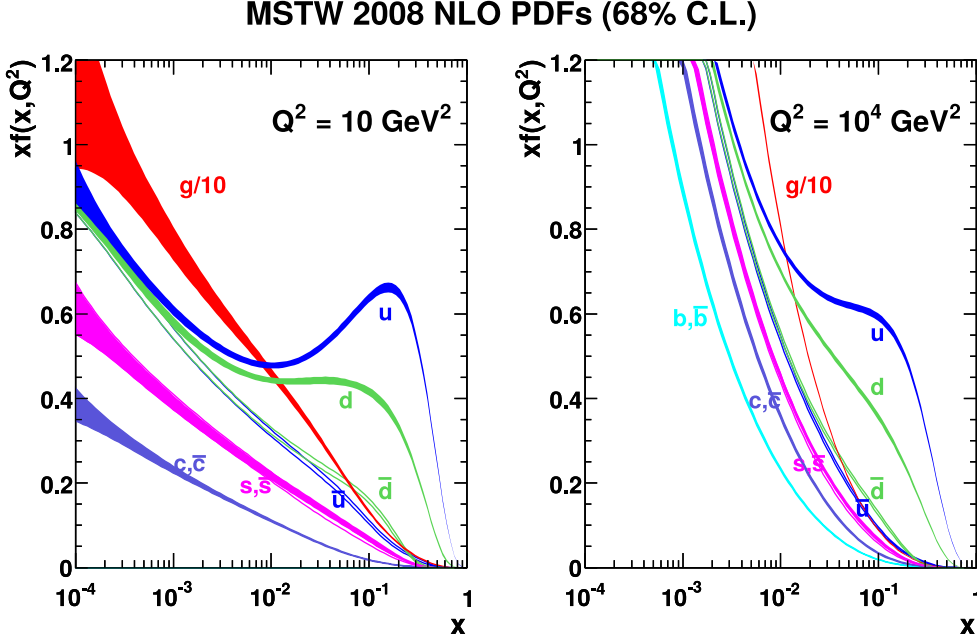 MSTW 2008 NLO PDFs (68% C.L.)
xf(x,Q²)
Q² = 10 GeV²
1.2
1
0.8
0.6
0.4
0.2
0
g/10
u
d
c,c̄
s,s̄
ū
d̄
10⁻⁴
10⁻³
10⁻²
10⁻¹
1
x
xf(x,Q²)
Q² = 10⁴ GeV²
1.2
1
0.8
0.6
0.4
0.2
0
g/10
b,b̄
u
d
c,c̄
s,s̄
d̄
ū
10⁻⁴
10⁻³
10⁻²
10⁻¹
1
x